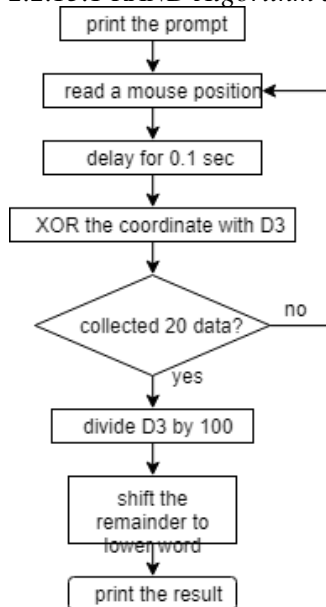 print the prompt
read a mouse position
delay for 0.1 sec
XOR the coordinate with D3
collected 20 data?
no
yes
divide D3 by 100
shift the
remainder to
lower word
print the result